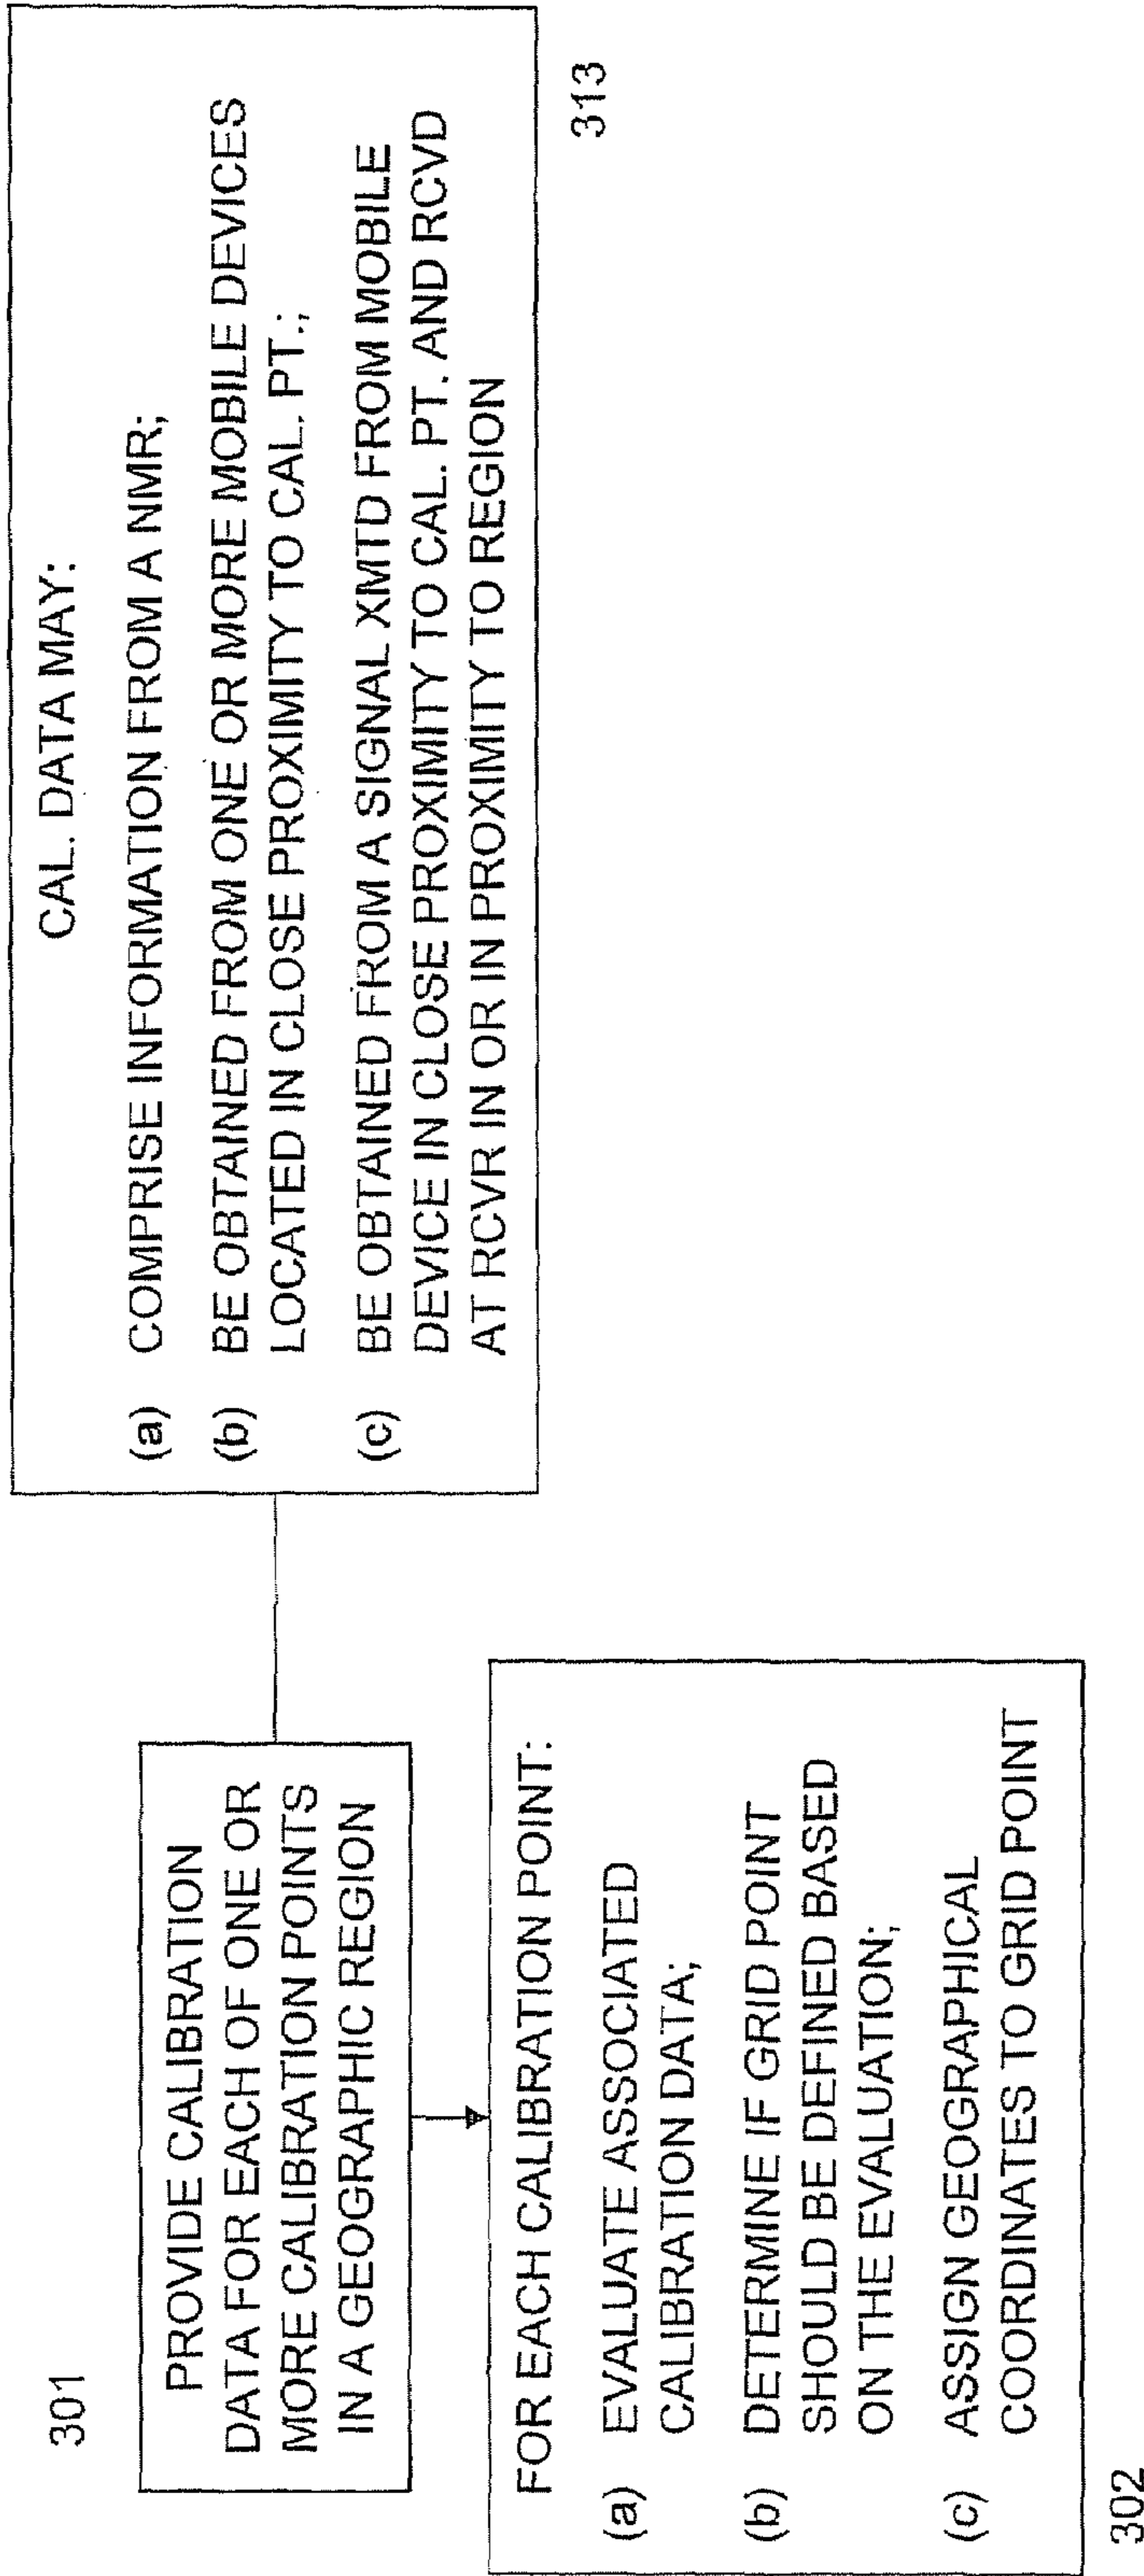 301
PROVIDE CALIBRATION
DATA FOR EACH OF ONE OR
MORE CALIBRATION POINTS
IN A GEOGRAPHIC REGION
FOR EACH CALIBRATION POINT:
(a) EVALUATE ASSOCIATED
CALIBRATION DATA;
(b) DETERMINE IF GRID POINT
SHOULD BE DEFINED BASED
ON THE EVALUATION;
(c) ASSIGN GEOGRAPHICAL
COORDINATES TO GRID POINT
302
CAL. DATA MAY:
(a) COMPRISE INFORMATION FROM A NMR;
(b) BE OBTAINED FROM ONE OR MORE MOBILE DEVICES
LOCATED IN CLOSE PROXIMITY TO CAL. PT.;
(c) BE OBTAINED FROM A SIGNAL XMTD FROM MOBILE
DEVICE IN CLOSE PROXIMITY TO CAL. PT. AND RCVD
AT RCVR IN OR IN PROXIMITY TO REGION
313